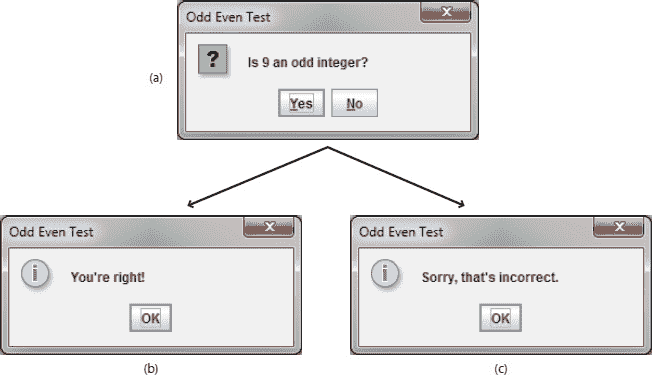 Odd Even Test
X
?
Is 9 an odd integer?
(a)
Yes No
Odd Even Test
X
i
You're right!
OK
(b)
Odd Even Test
X
i
Sorry, that's incorrect.
OK
(c)